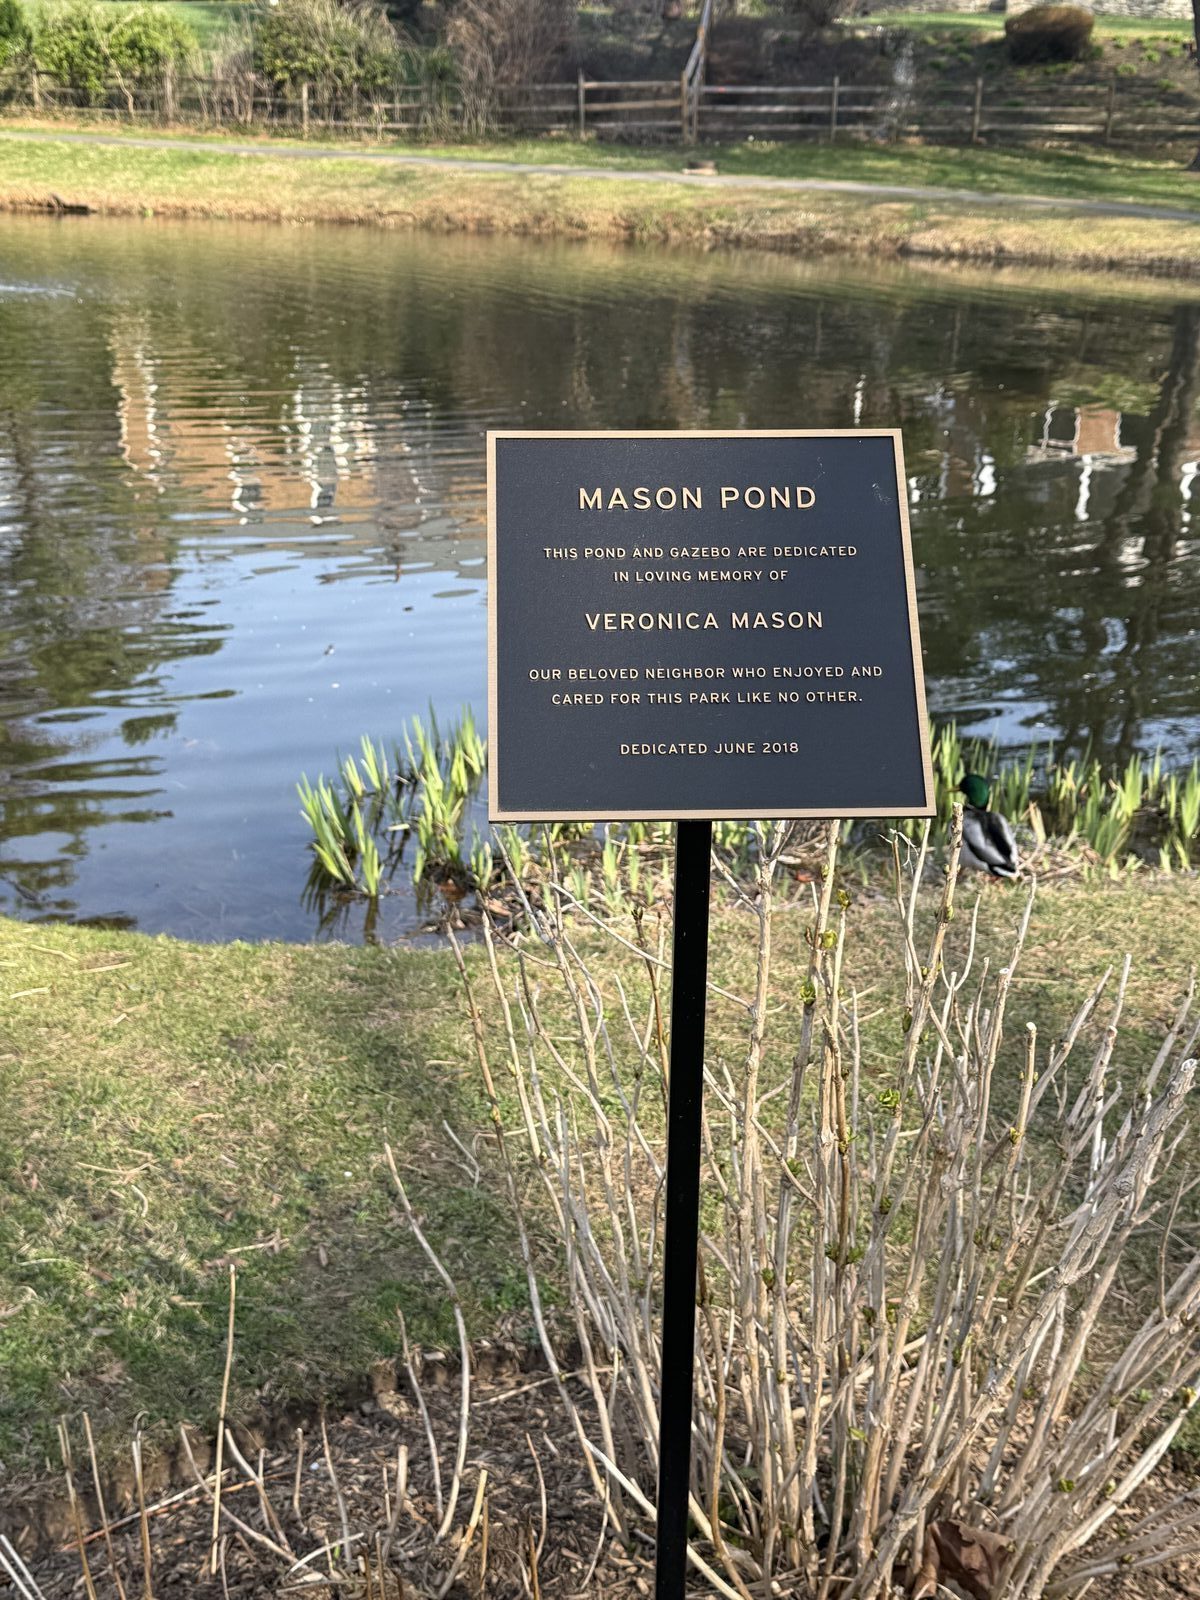 MASON POND
THIS POND AND GAZEBO ARE DEDICATED
IN LOVING MEMORY OF
VERONICA MASON
OUR BELOVED NEIGHBOR WHO ENJOYED AND
CARED FOR THIS PARK LIKE NO OTHER.
DEDICATED JUNE 2018